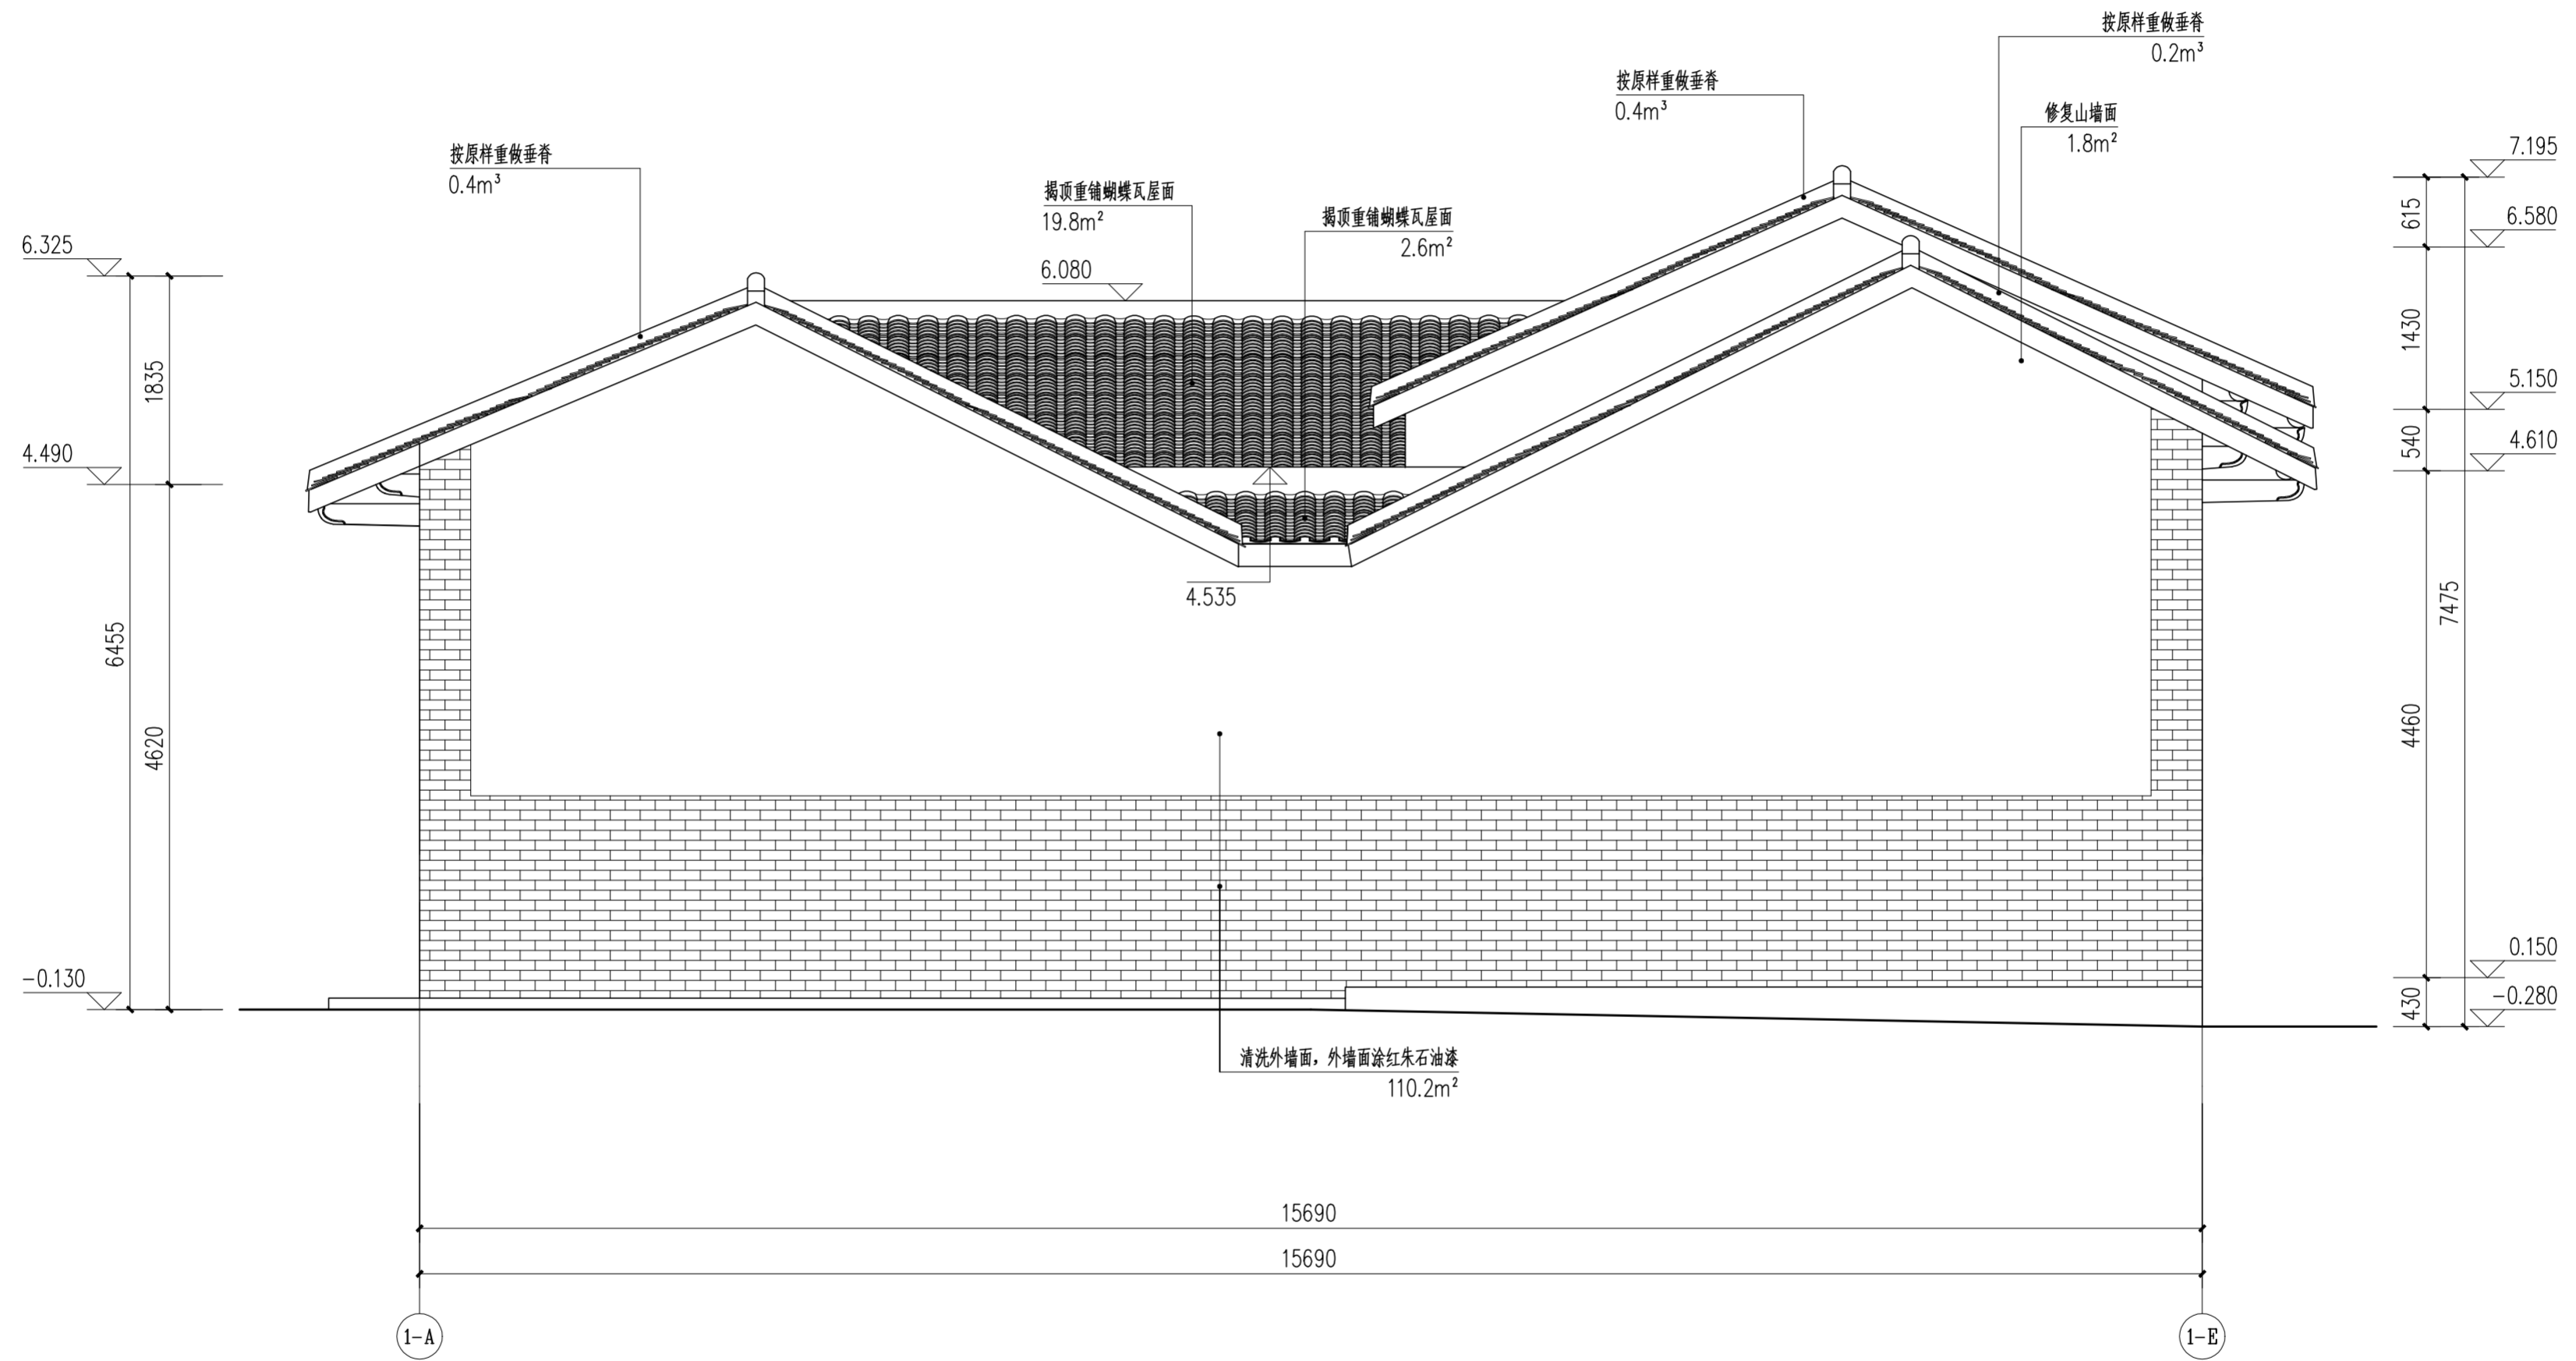 按原样重做垂脊
0.2m³
按原样重做垂脊
0.4m³
修复山墙面
1.8m²
按原样重做垂脊
0.4m³
揭顶重铺蝴蝶瓦屋面
19.8m²
揭顶重铺蝴蝶瓦屋面
2.6m²
6.325
4.490
-0.130
1835
4620
6455
6.080
4.535
7.195
6.580
5.150
4.610
0.150
-0.280
615
1430
540
4460
430
7475
清洗外墙面，外墙面涂红朱石油漆
110.2m²
15690
15690
1-A
1-E